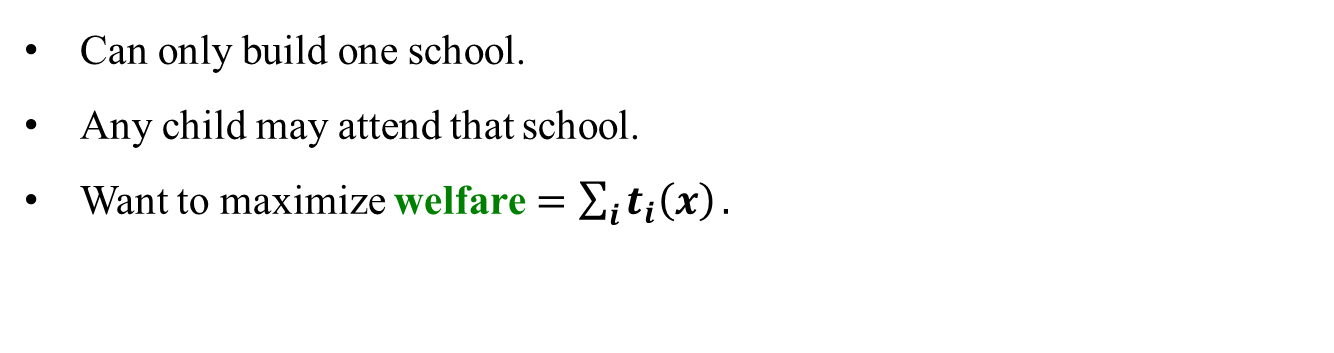 • Can only build one school.
• Any child may attend that school.
• Want to maximize welfare = ∑ᵢ tᵢ(x).